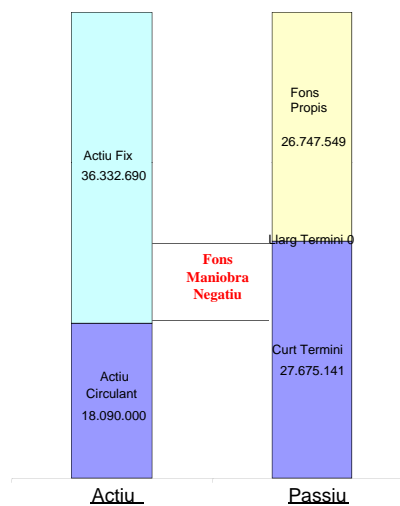 Fons
Propis
26.747.549
Actiu Fix
36.332.690
Llarg Termini 0
Fons
Maniobra
Negatiu
Curt Termini
27.675.141
Actiu
Circulant
18.090.000
Actiu
Passiu